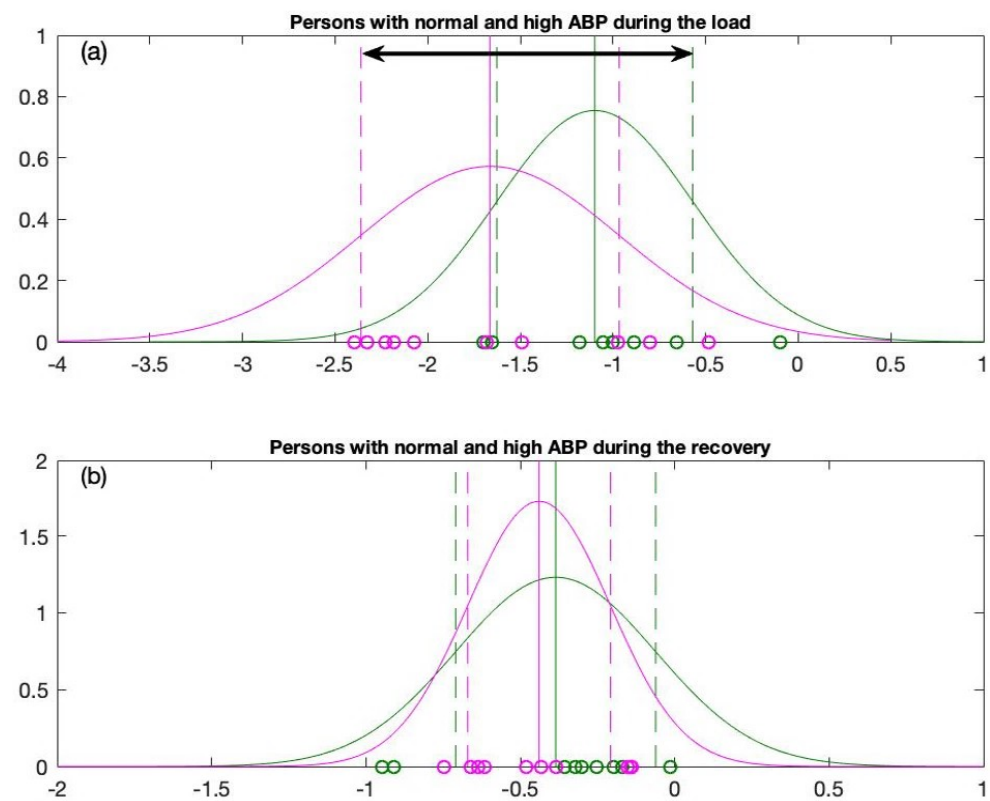 Persons with normal and high ABP during the load
(a)
1
0.8
0.6
0.4
0.2
0
-4 -3.5 -3 -2.5 -2 -1.5 -1 -0.5 0 0.5 1
Persons with normal and high ABP during the recovery
(b)
2
1.5
1
0.5
0
-2 -1.5 -1 -0.5 0 0.5 1